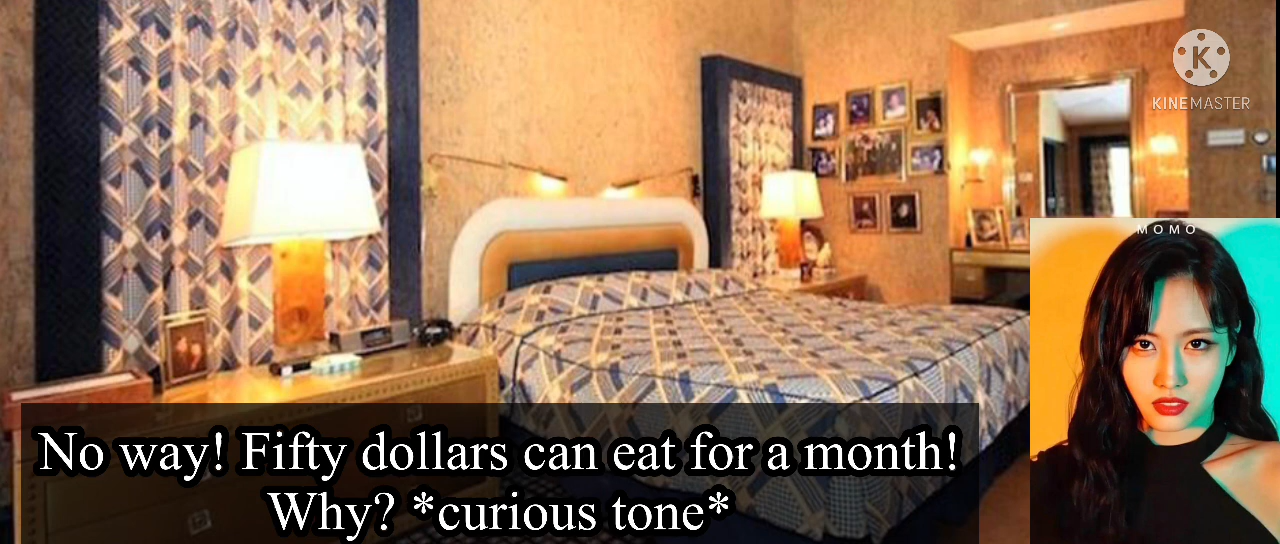 KINEMASTER
MOMO
No way! Fifty dollars can eat for a month!
Why? *curious tone*